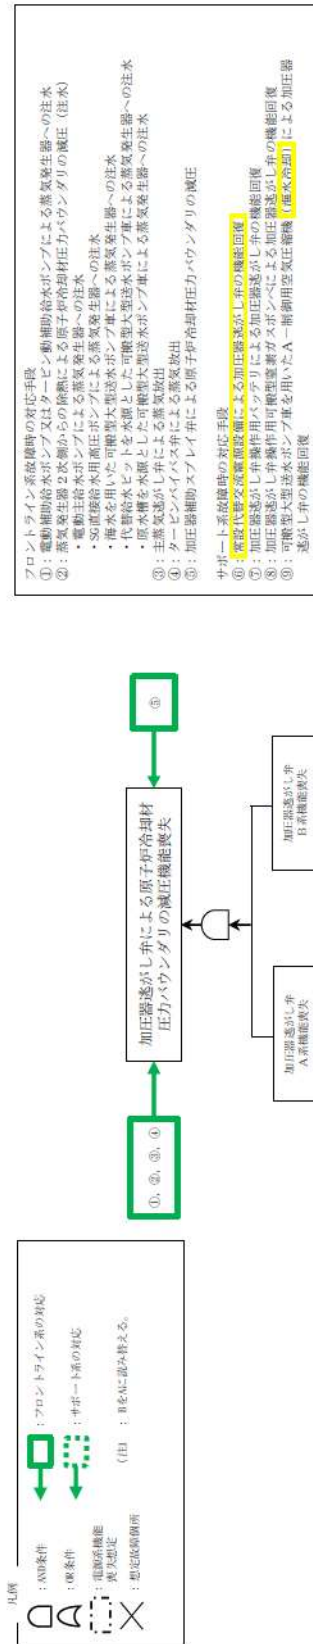 凡例
：AND条件
：OR条件
：電源系機能
喪失想定
：想定故障個所
：フロントライン系の対応
：サポート系の対応
（注1 ：BをAに読み替える。
①，②，③，④
加圧器逃がし弁による原子炉冷却材
圧力バウンダリの減圧機能喪失
⑤
加圧器逃がし弁
A系機能喪失
加圧器逃がし弁
B系機能喪失
フロントライン系故障時の対応手段
①：電動補助給水ポンプ又はタービン動補助給水ポンプによる蒸気発生器への注水
②：蒸気発生器２次側からの除熱による原子炉冷却材圧力バウンダリの減圧（注水）
・電動主給水ポンプによる蒸気発生器への注水
・SG直接給水用高圧ポンプによる蒸気発生器への注水
・海水を用いた可搬型大型送水ポンプ車による蒸気発生器への注水
・代替給水ピットを水源とした可搬型大型送水ポンプ車による蒸気発生器への注水
・原水槽を水源とした可搬型大型送水ポンプ車による蒸気発生器への注水
③：主蒸気逃がし弁による蒸気放出
④：タービンバイパス弁による蒸気放出
⑤：加圧器補助スプレイ弁による原子炉冷却材圧力バウンダリの減圧
サポート系故障時の対応手段
⑥：常設代替交流電源設備による加圧器逃がし弁の機能回復
⑦：加圧器逃がし弁操作用バッテリによる加圧器逃がし弁の機能回復
⑧：加圧器逃がし弁操作用可搬型窒素ガスボンベによる加圧器逃がし弁の機能回復
⑨：可搬型大型送水ポンプ車を用いたＡ－制御用空気圧縮機（海水冷却）による加圧器
逃がし弁の機能回復